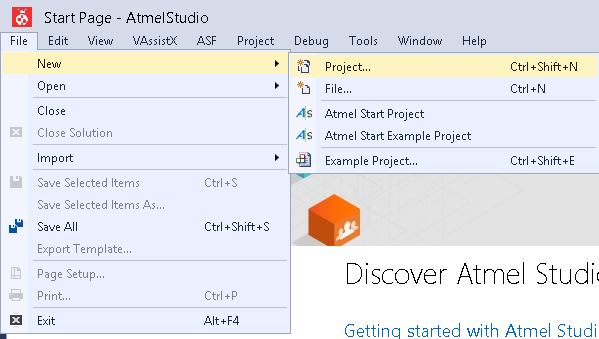 Start Page - AtmelStudio
File Edit View VAssistX ASF Project Debug Tools Window Help
New
Project... Ctrl+Shift+N
Open
File... Ctrl+N
Close
Atmel Start Project
Close Solution
Atmel Start Example Project
Import
Example Project... Ctrl+Shift+E
Save Selected Items Ctrl+S
Save Selected Items As...
Save All Ctrl+Shift+S
Export Template...
Page Setup...
Discover Atmel Studi
Print... Ctrl+P
Exit Alt+F4
Getting started with Atmel Studi